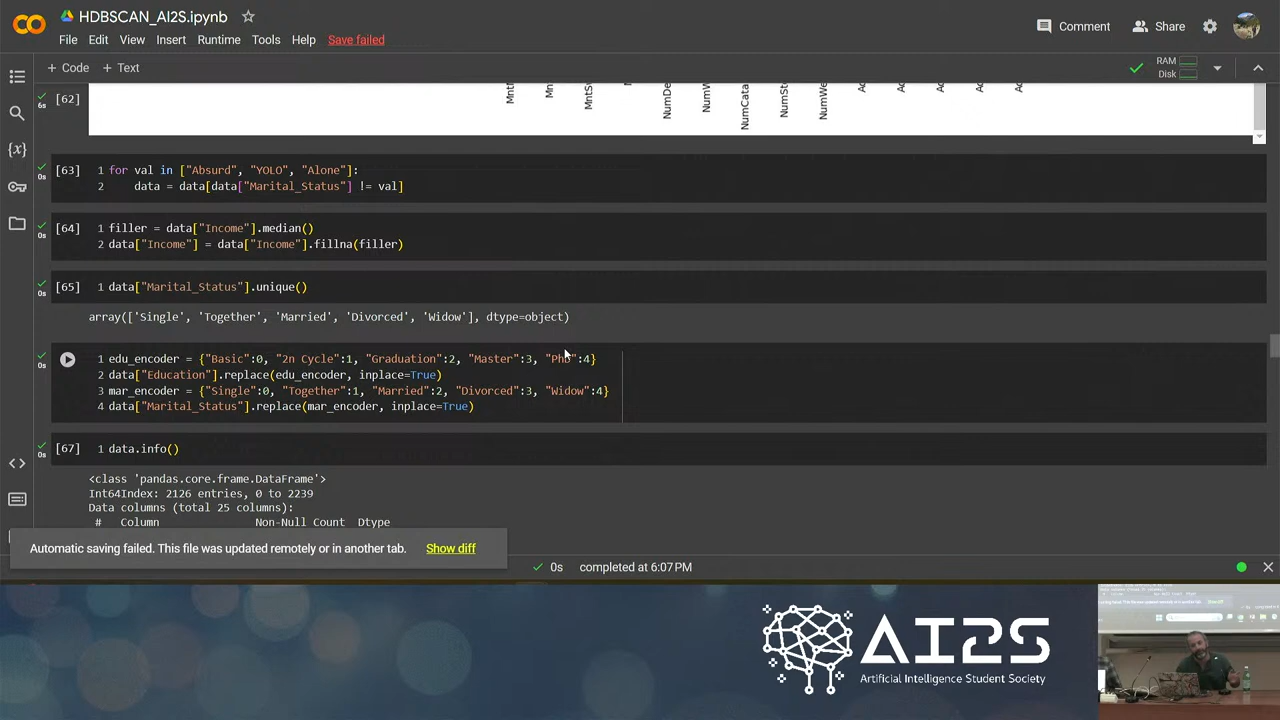 HDBSCAN_AI2S.ipynb
File Edit View Insert Runtime Tools Help Save failed
Comment Share
+ Code + Text
RAM
Disk
[62]
6s
MntS
NumDe
NumW
NumCata
NumSt
NumWe
[63]
0s
1 for val in ["Absurd", "YOLO", "Alone"]:
2 data = data[data["Marital_Status"] != val]
[64]
0s
1 filler = data["Income"].median()
2 data["Income"] = data["Income"].fillna(filler)
[65]
0s
1 data["Marital_Status"].unique()
array(['Single', 'Together', 'Married', 'Divorced', 'Widow'], dtype=object)
0s
1 edu_encoder = {"Basic":0, "2n Cycle":1, "Graduation":2, "Master":3, "PhD":4}
2 data["Education"].replace(edu_encoder, inplace=True)
3 mar_encoder = {"Single":0, "Together":1, "Married":2, "Divorced":3, "Widow":4}
4 data["Marital_Status"].replace(mar_encoder, inplace=True)
[67]
0s
1 data.info()
<class 'pandas.core.frame.DataFrame'>
Int64Index: 2126 entries, 0 to 2239
Data columns (total 25 columns):
# Column Non-Null Count Dtype
Automatic saving failed. This file was updated remotely or in another tab. Show diff
0s completed at 6:07 PM
AI2S
Artificial Intelligence Student Society